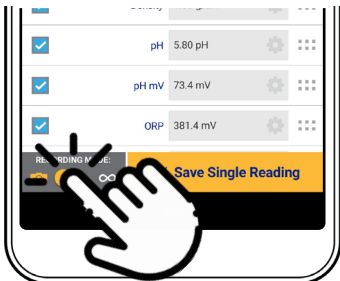 pH 5.80 pH
pH mV 73.4 mV
ORP 381.4 mV
RECORDING MODE:
Save Single Reading